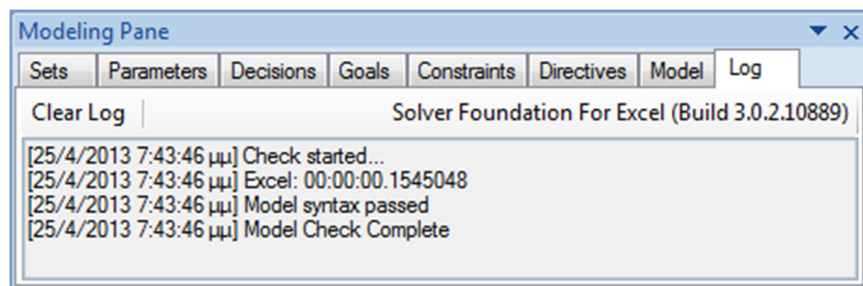 Modeling Pane
Sets Parameters Decisions Goals Constraints Directives Model Log
Clear Log Solver Foundation For Excel (Build 3.0.2.10889)
[25/4/2013 7:43:46 μμ] Check started...
[25/4/2013 7:43:46 μμ] Excel: 00:00:00.1545048
[25/4/2013 7:43:46 μμ] Model syntax passed
[25/4/2013 7:43:46 μμ] Model Check Complete